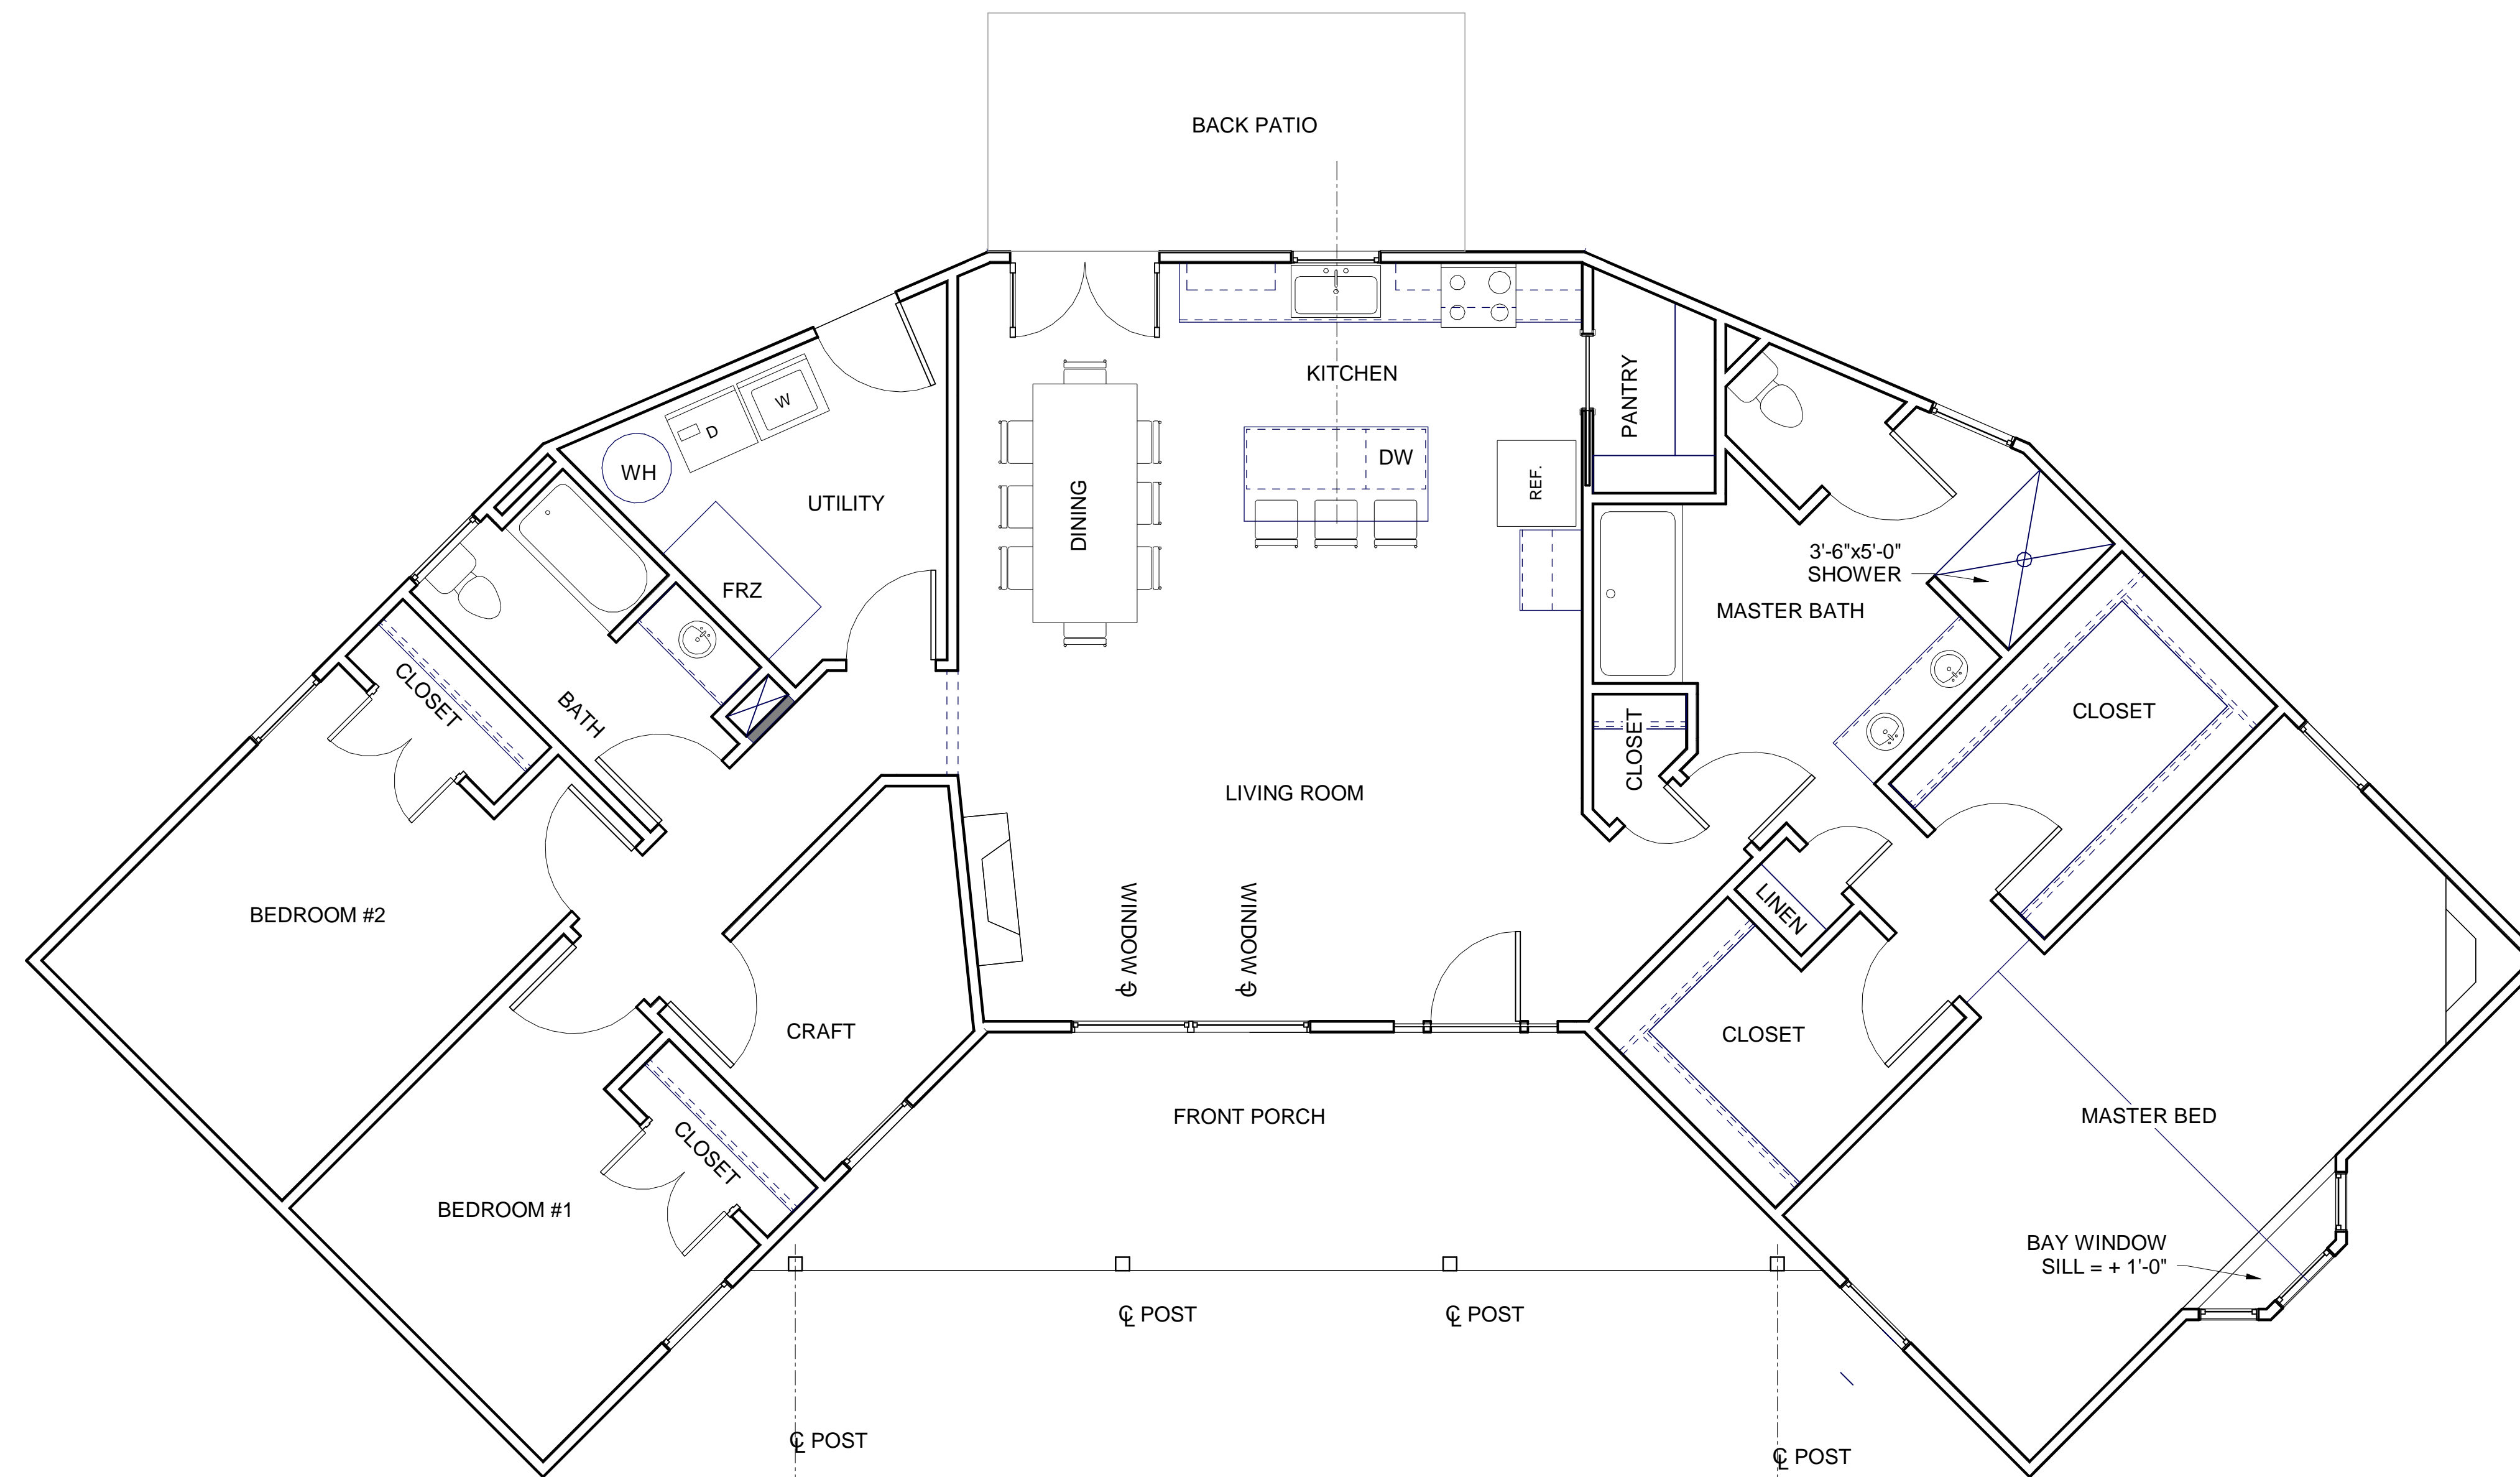 BACK PATIO
KITCHEN
PANTRY
W
D
WH
UTILITY
DW
REF.
DINING
FRZ
3'-6"x5'-0"
SHOWER
MASTER BATH
CLOSET
BATH
CLOSET
CLOSET
LIVING ROOM
LINEN
BEDROOM #2
WINDOW ℄
WINDOW ℄
CRAFT
CLOSET
FRONT PORCH
MASTER BED
CLOSET
BEDROOM #1
BAY WINDOW
SILL = + 1'-0"
℄ POST
℄ POST
℄ POST
℄ POST